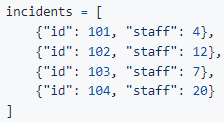 incidents = [
    {"id": 101, "staff": 4},
    {"id": 102, "staff": 12},
    {"id": 103, "staff": 7},
    {"id": 104, "staff": 20}
]